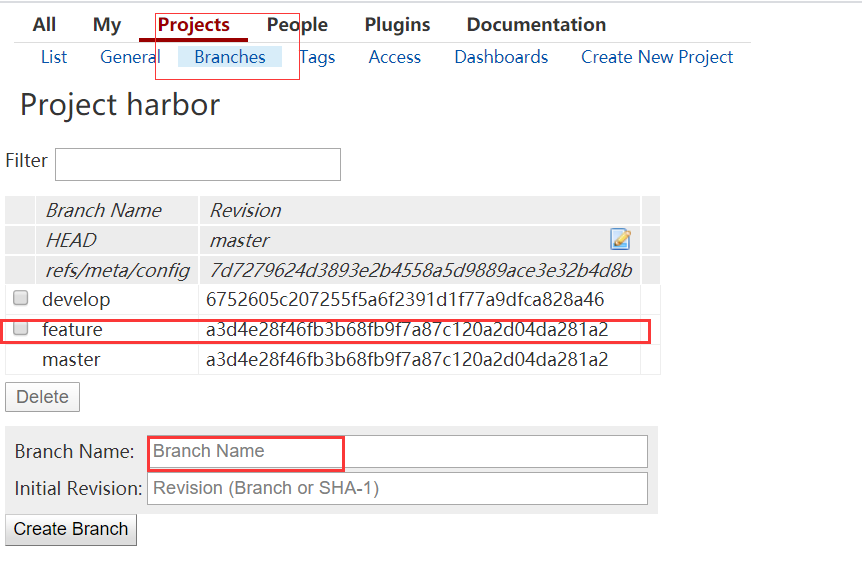 All My Projects People Plugins Documentation
List General Branches Tags Access Dashboards Create New Project
Project harbor
Filter
Branch Name Revision
HEAD master
refs/meta/config 7d7279624d3893e2b4558a5d9889ace3e32b4d8b
develop 6752605c207255f5a6f2391d1f77a9dfca828a46
feature a3d4e28f46fb3b68fb9f7a87c120a2d04da281a2
master a3d4e28f46fb3b68fb9f7a87c120a2d04da281a2
Delete
Branch Name: Branch Name
Initial Revision: Revision (Branch or SHA-1)
Create Branch